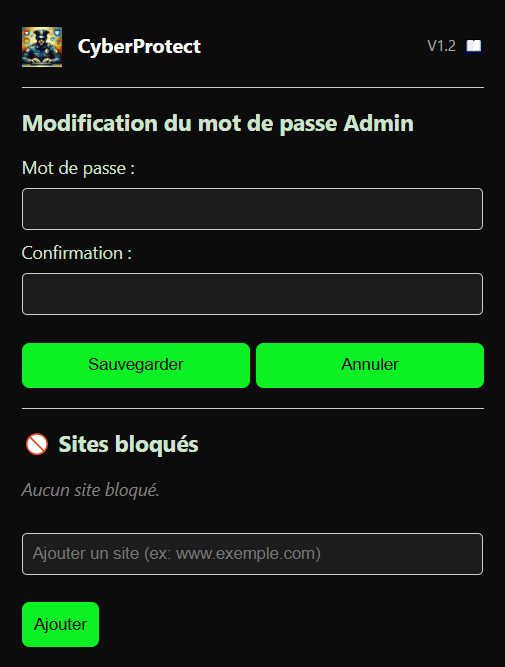 CyberProtect
V1.2
Modification du mot de passe Admin
Mot de passe :
Confirmation :
Sauvegarder
Annuler
Sites bloqués
Aucun site bloqué.
Ajouter un site (ex: www.exemple.com)
Ajouter